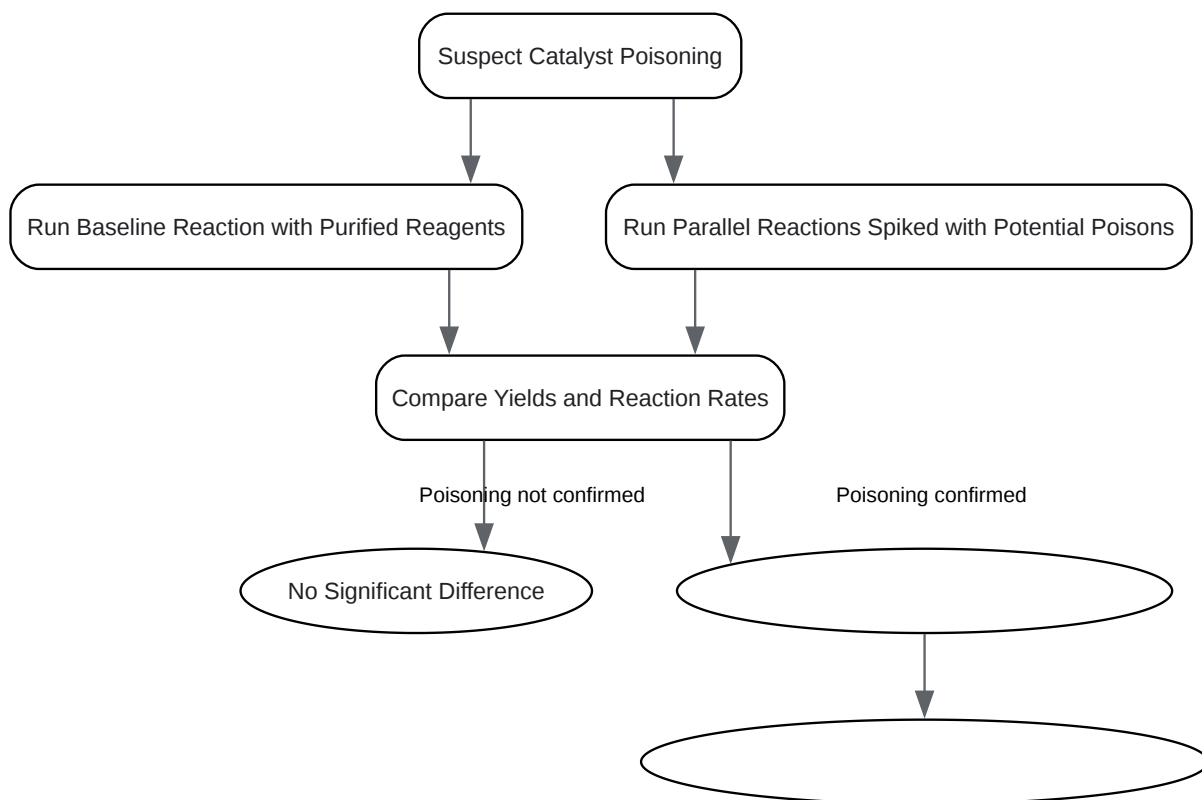 Suspect Catalyst Poisoning
Run Baseline Reaction with Purified Reagents
Run Parallel Reactions Spiked with Potential Poisons
Compare Yields and Reaction Rates
Poisoning not confirmed
Poisoning confirmed
No Significant Difference